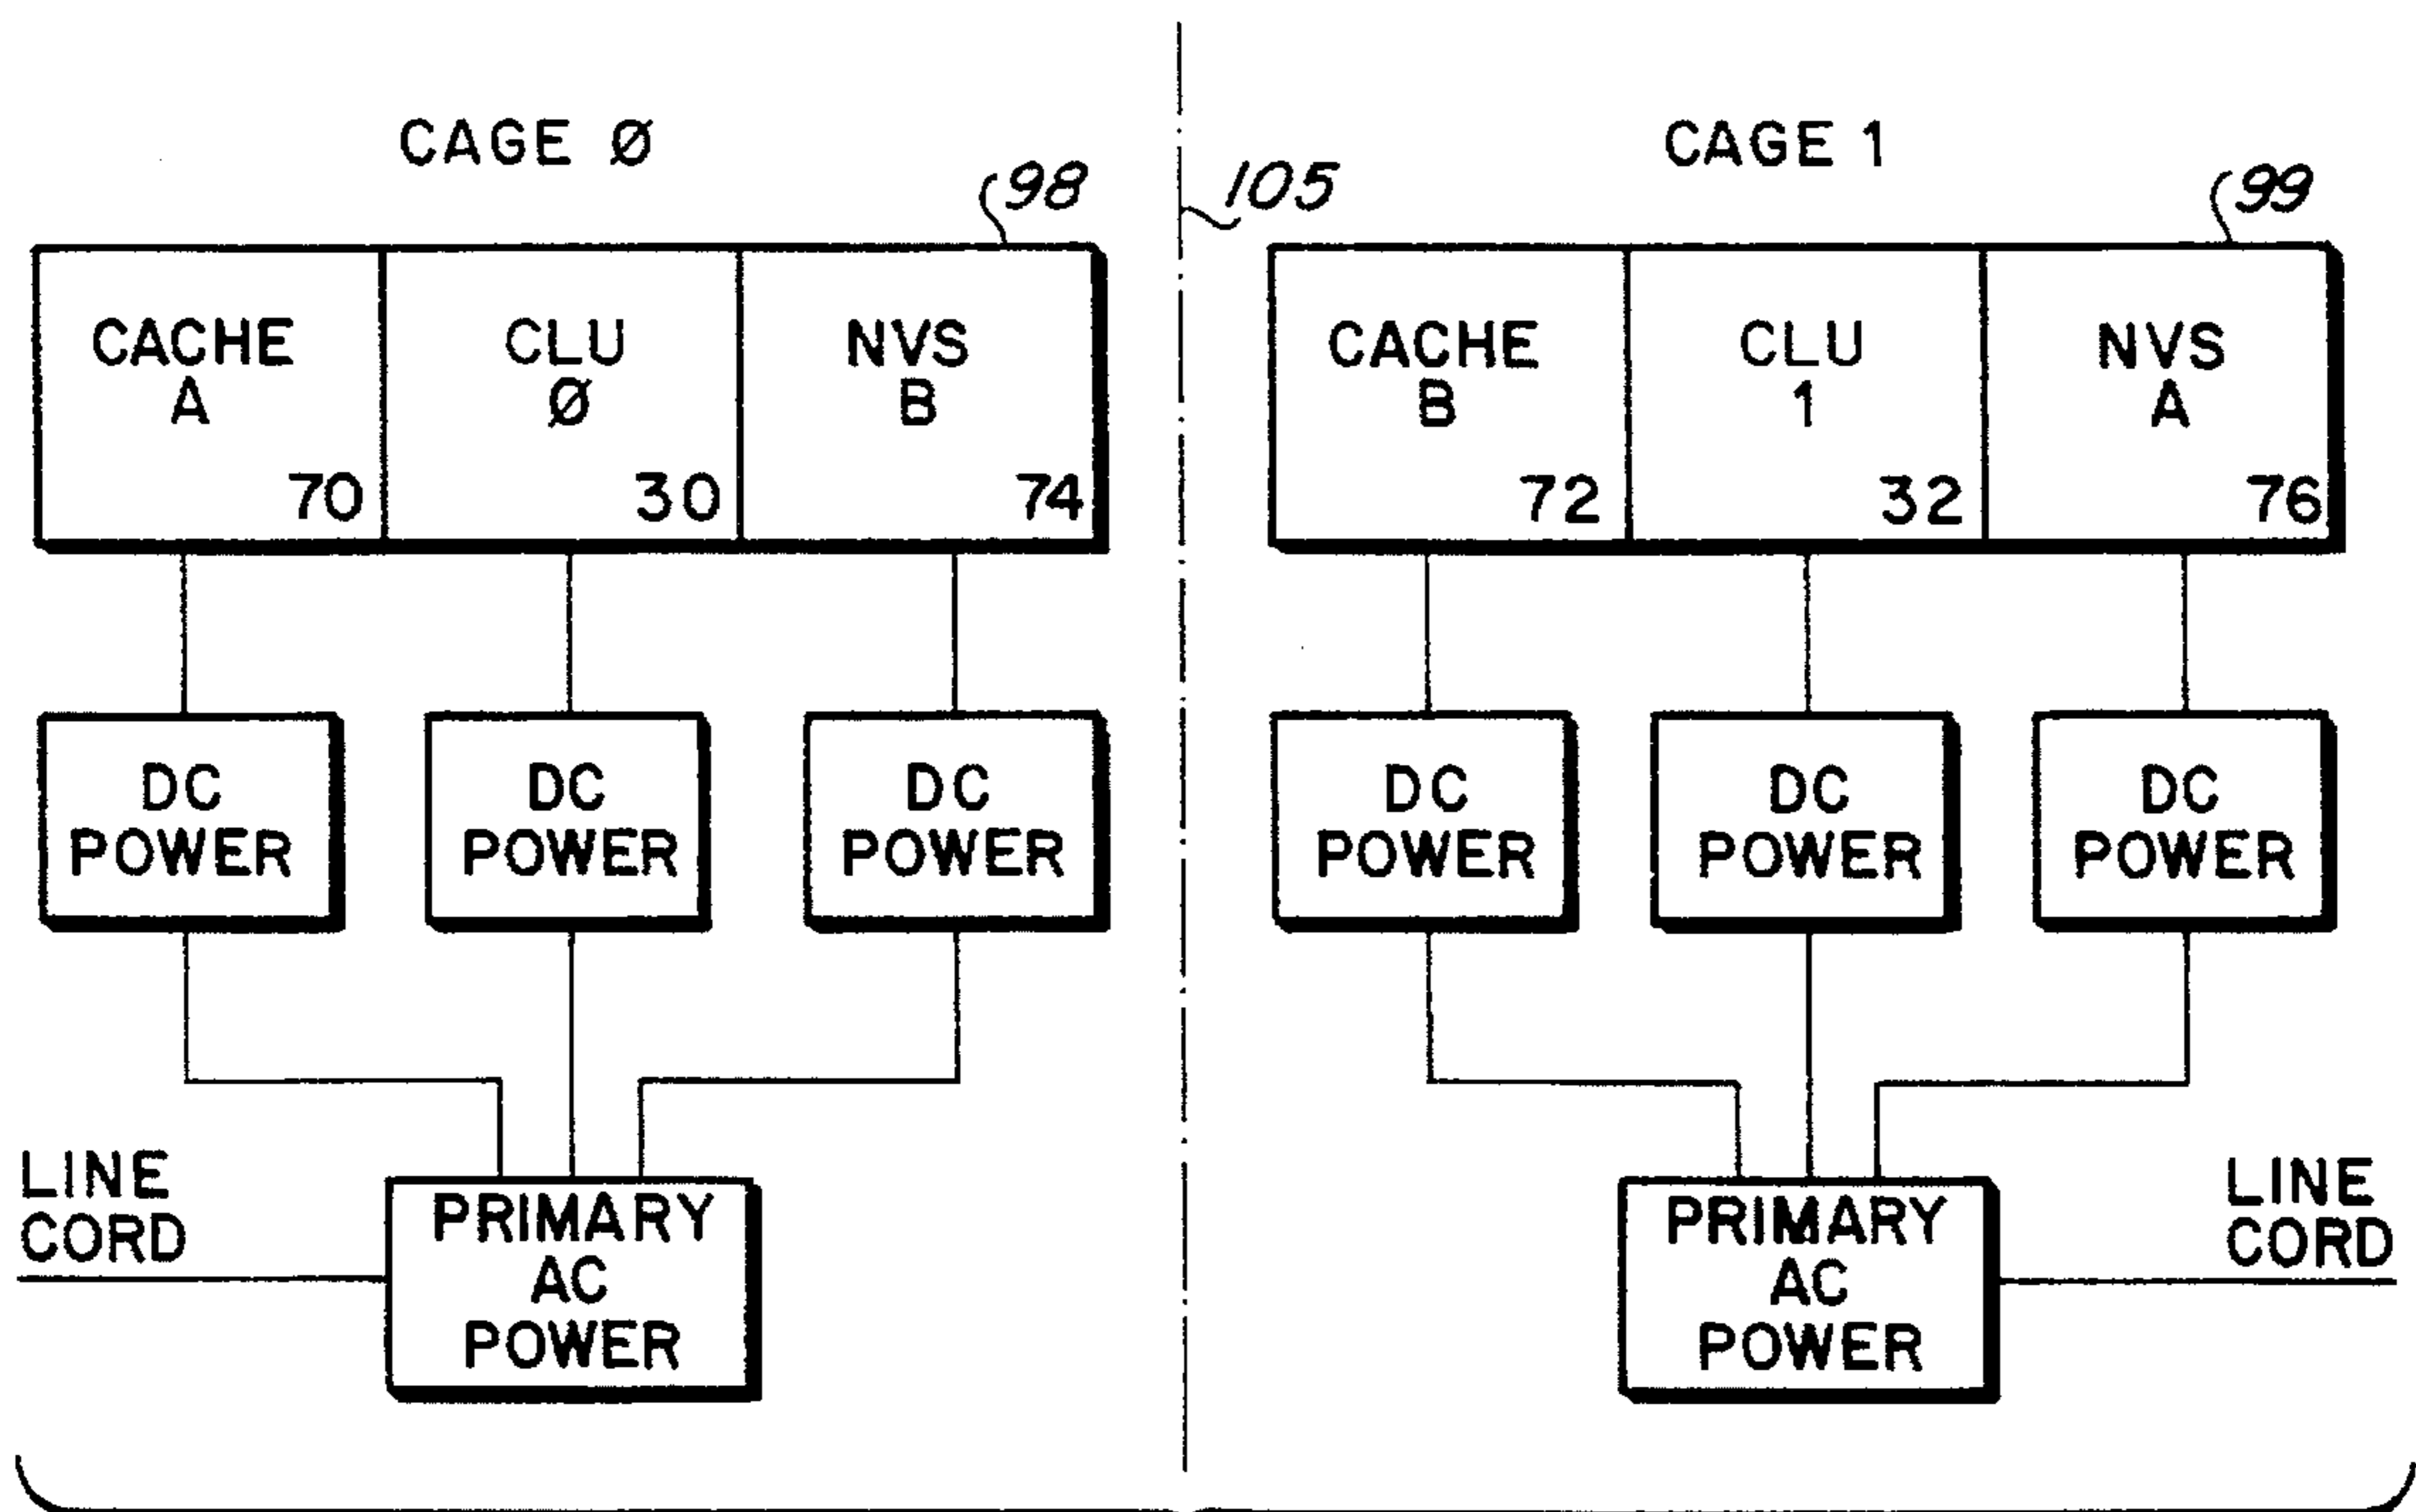 CAGE Ø
98
105
CAGE 1
99
CACHE
A
70
CLU
Ø
30
NVS
B
74
CACHE
B
72
CLU
1
32
NVS
A
76
DC
POWER
DC
POWER
DC
POWER
DC
POWER
DC
POWER
DC
POWER
LINE
CORD
PRIMARY
AC
POWER
PRIMARY
AC
POWER
LINE
CORD